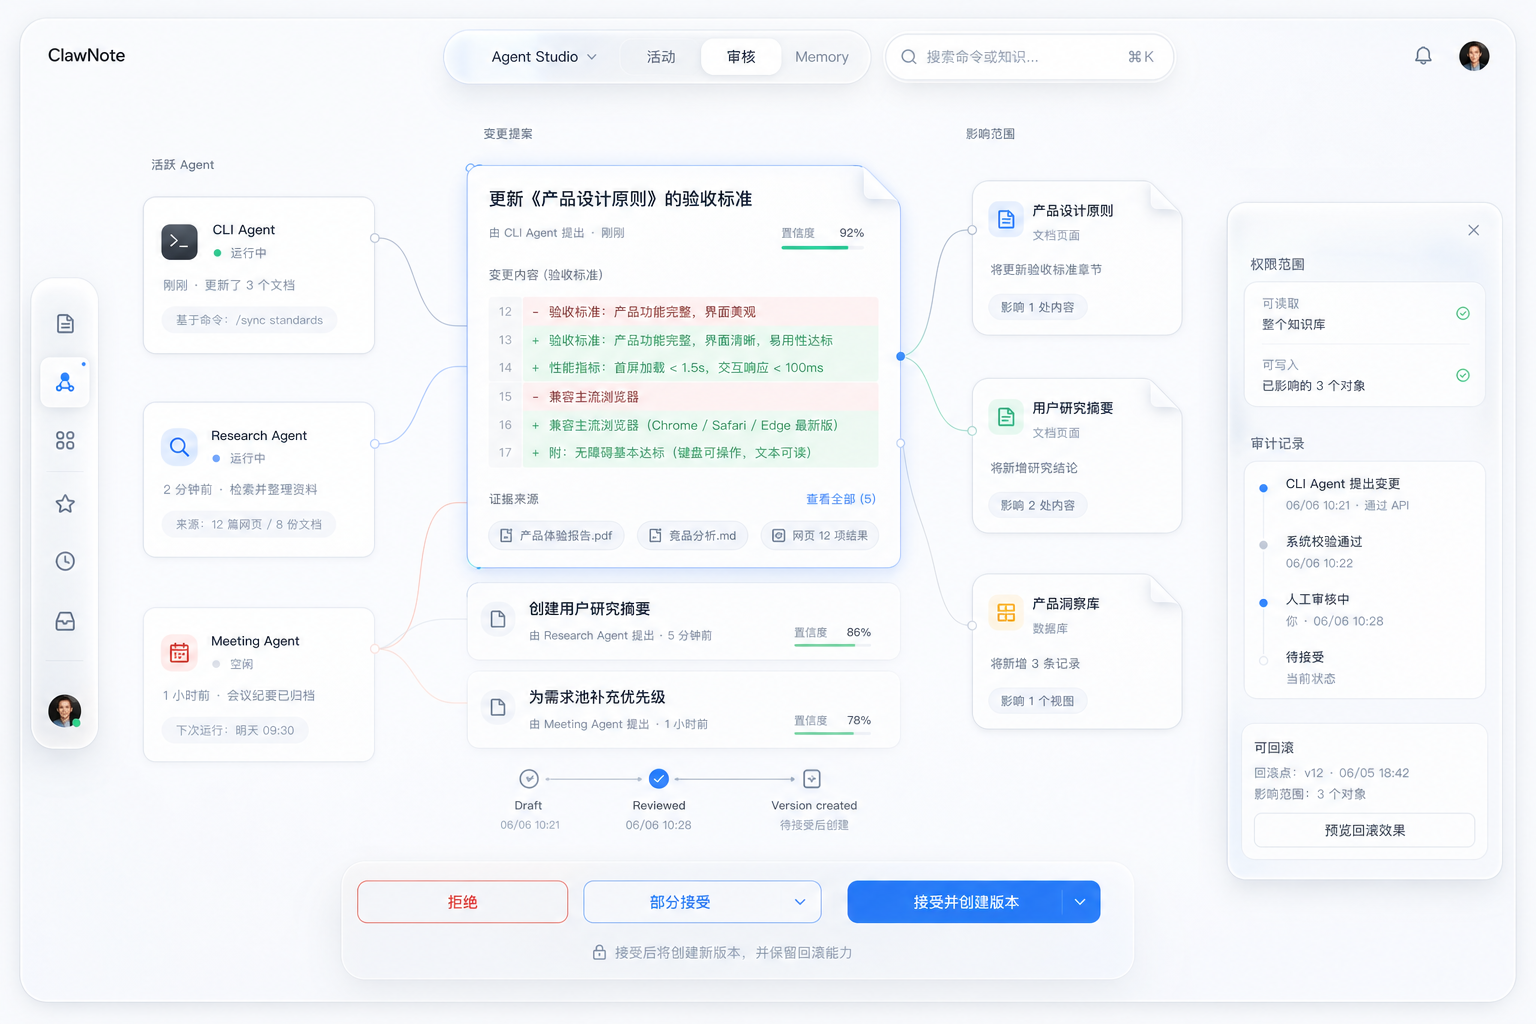 ClawNote
Agent Studio
活动
审核
Memory
搜索命令或知识...
⌘ K
活跃 Agent
CLI Agent
运行中
刚刚 · 更新了 3 个文档
基于命令：/sync standards
Research Agent
运行中
2 分钟前 · 检索并整理资料
来源：12 篇网页 / 8 份文档
Meeting Agent
空闲
1 小时前 · 会议纪要已归档
下次运行：明天 09:30
变更提案
更新《产品设计原则》的验收标准
由 CLI Agent 提出 · 刚刚
置信度 92%
变更内容 (验收标准)
12 - 验收标准：产品功能完整，界面美观
13 + 验收标准：产品功能完整，界面清晰，易用性达标
14 + 性能指标：首屏加载 < 1.5s，交互响应 < 100ms
15 - 兼容主流浏览器
16 + 兼容主流浏览器（Chrome / Safari / Edge 最新版）
17 + 附：无障碍基本达标（键盘可操作，文本可读）
证据来源
查看全部 (5)
产品体验报告.pdf
竞品分析.md
网页 12 项结果
创建用户研究摘要
由 Research Agent 提出 · 5 分钟前
置信度 86%
为需求池补充优先级
由 Meeting Agent 提出 · 1 小时前
置信度 78%
Draft
06/06 10:21
Reviewed
06/06 10:28
Version created
待接受后创建
影响范围
产品设计原则
文档页面
将更新验收标准章节
影响 1 处内容
用户研究摘要
文档页面
将新增研究结论
影响 2 处内容
产品洞察库
数据库
将新增 3 条记录
影响 1 个视图
权限范围
可读取
整个知识库
可写入
已影响的 3 个对象
审计记录
CLI Agent 提出变更
06/06 10:21 · 通过 API
系统校验通过
06/06 10:22
人工审核中
你 · 06/06 10:28
待接受
当前状态
可回滚
回滚点：v12 · 06/05 18:42
影响范围：3 个对象
预览回滚效果
拒绝
部分接受
接受并创建版本
接受后将创建新版本，并保留回滚能力